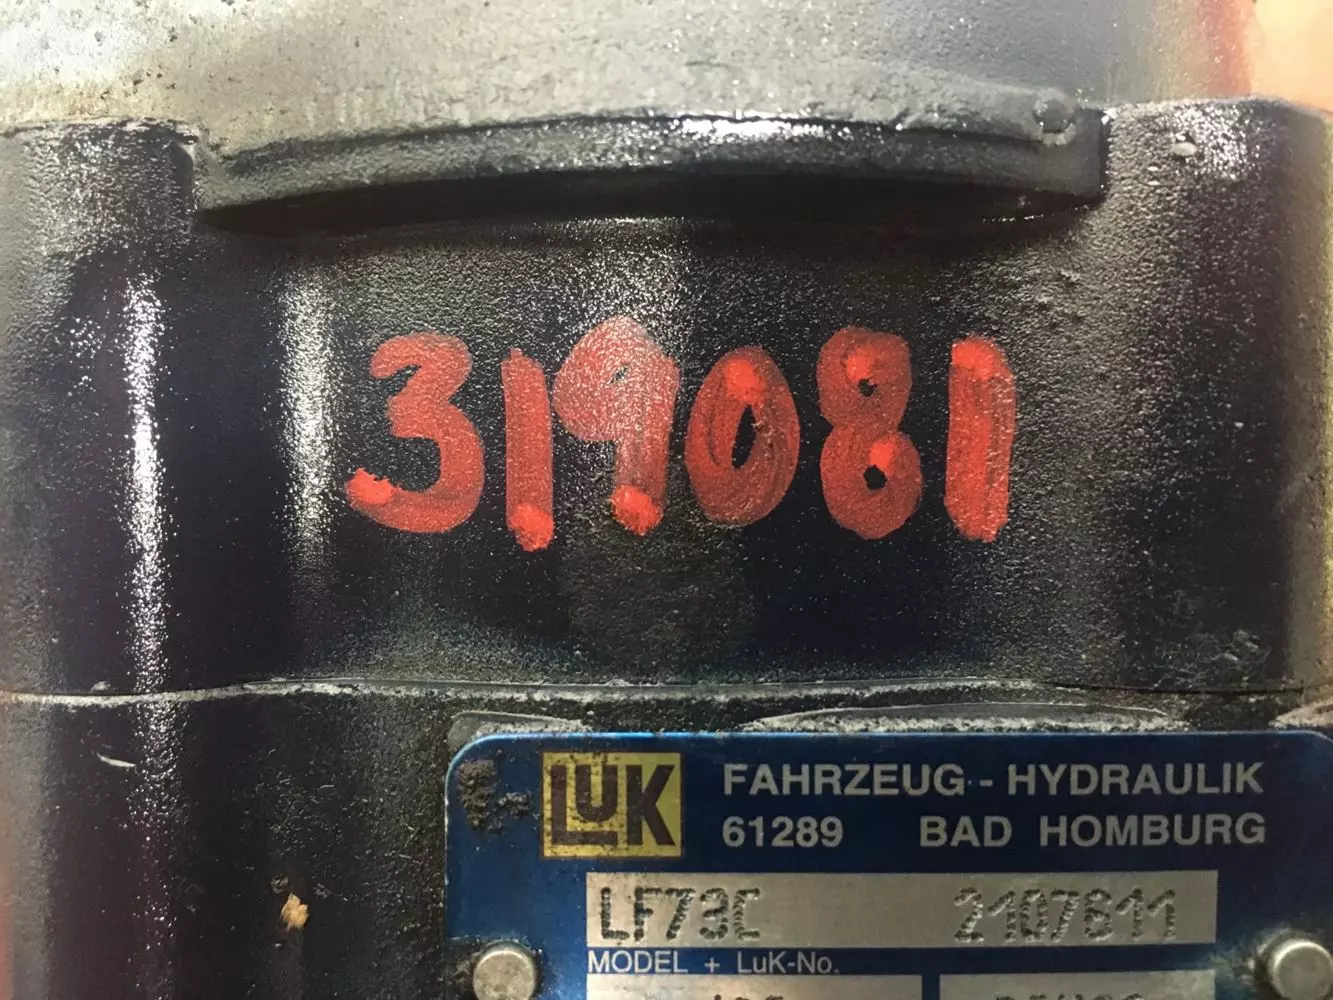 319081
LuK
FAHRZEUG - HYDRAULIK
61289 BAD HOMBURG
LF73C 2107811
MODEL + LuK-No.